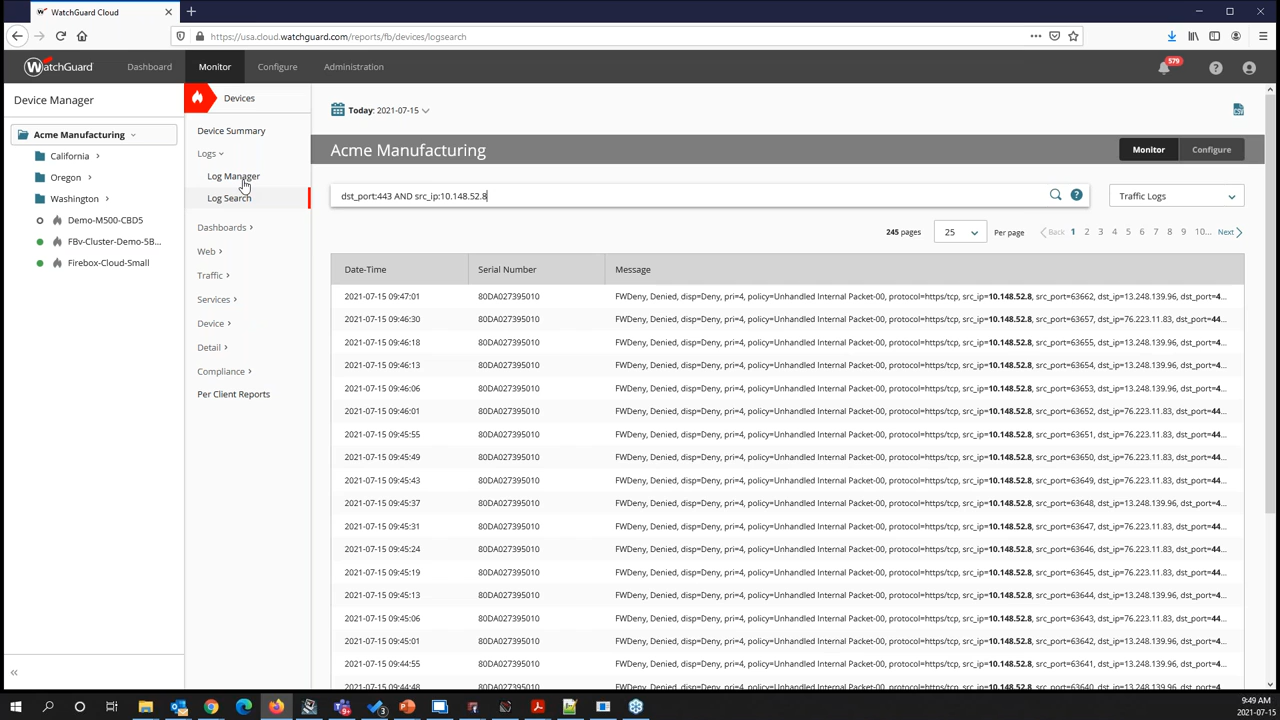 WatchGuard Cloud
https://usa.cloud.watchguard.com/reports/fb/devices/logsearch
WatchGuard
Dashboard
Monitor
Configure
Administration
579
Device Manager
Acme Manufacturing
California
Oregon
Washington
Demo-M500-CBD5
FBv-Cluster-Demo-5B...
Firebox-Cloud-Small
Devices
Device Summary
Logs
Log Manager
Log Search
Dashboards
Web
Traffic
Services
Device
Detail
Compliance
Per Client Reports
Today: 2021-07-15
CSV
Acme Manufacturing
Monitor
Configure
dst_port:443 AND src_ip:10.148.52.8
Traffic Logs
245 pages 25 Per page Back 1 2 3 4 5 6 7 8 9 10... Next
Date-Time Serial Number Message
2021-07-15 09:47:01 80DA027395010 FWDeny, Denied, disp=Deny, pri=4, policy=Unhandled Internal Packet-00, protocol=https/tcp, src_ip=10.148.52.8, src_port=63662, dst_ip=13.248.139.96, dst_port=4...
2021-07-15 09:46:30 80DA027395010 FWDeny, Denied, disp=Deny, pri=4, policy=Unhandled Internal Packet-00, protocol=https/tcp, src_ip=10.148.52.8, src_port=63657, dst_ip=76.223.11.83, dst_port=44...
2021-07-15 09:46:18 80DA027395010 FWDeny, Denied, disp=Deny, pri=4, policy=Unhandled Internal Packet-00, protocol=https/tcp, src_ip=10.148.52.8, src_port=63655, dst_ip=13.248.139.96, dst_port=4...
2021-07-15 09:46:13 80DA027395010 FWDeny, Denied, disp=Deny, pri=4, policy=Unhandled Internal Packet-00, protocol=https/tcp, src_ip=10.148.52.8, src_port=63654, dst_ip=13.248.139.96, dst_port=4...
2021-07-15 09:46:06 80DA027395010 FWDeny, Denied, disp=Deny, pri=4, policy=Unhandled Internal Packet-00, protocol=https/tcp, src_ip=10.148.52.8, src_port=63653, dst_ip=13.248.139.96, dst_port=4...
2021-07-15 09:46:01 80DA027395010 FWDeny, Denied, disp=Deny, pri=4, policy=Unhandled Internal Packet-00, protocol=https/tcp, src_ip=10.148.52.8, src_port=63652, dst_ip=76.223.11.83, dst_port=44...
2021-07-15 09:45:55 80DA027395010 FWDeny, Denied, disp=Deny, pri=4, policy=Unhandled Internal Packet-00, protocol=https/tcp, src_ip=10.148.52.8, src_port=63651, dst_ip=76.223.11.83, dst_port=44...
2021-07-15 09:45:49 80DA027395010 FWDeny, Denied, disp=Deny, pri=4, policy=Unhandled Internal Packet-00, protocol=https/tcp, src_ip=10.148.52.8, src_port=63650, dst_ip=76.223.11.83, dst_port=44...
2021-07-15 09:45:43 80DA027395010 FWDeny, Denied, disp=Deny, pri=4, policy=Unhandled Internal Packet-00, protocol=https/tcp, src_ip=10.148.52.8, src_port=63649, dst_ip=76.223.11.83, dst_port=44...
2021-07-15 09:45:37 80DA027395010 FWDeny, Denied, disp=Deny, pri=4, policy=Unhandled Internal Packet-00, protocol=https/tcp, src_ip=10.148.52.8, src_port=63648, dst_ip=13.248.139.96, dst_port=4...
2021-07-15 09:45:31 80DA027395010 FWDeny, Denied, disp=Deny, pri=4, policy=Unhandled Internal Packet-00, protocol=https/tcp, src_ip=10.148.52.8, src_port=63647, dst_ip=76.223.11.83, dst_port=44...
2021-07-15 09:45:24 80DA027395010 FWDeny, Denied, disp=Deny, pri=4, policy=Unhandled Internal Packet-00, protocol=https/tcp, src_ip=10.148.52.8, src_port=63646, dst_ip=13.248.139.96, dst_port=4...
2021-07-15 09:45:19 80DA027395010 FWDeny, Denied, disp=Deny, pri=4, policy=Unhandled Internal Packet-00, protocol=https/tcp, src_ip=10.148.52.8, src_port=63645, dst_ip=76.223.11.83, dst_port=44...
2021-07-15 09:45:13 80DA027395010 FWDeny, Denied, disp=Deny, pri=4, policy=Unhandled Internal Packet-00, protocol=https/tcp, src_ip=10.148.52.8, src_port=63644, dst_ip=13.248.139.96, dst_port=4...
2021-07-15 09:45:06 80DA027395010 FWDeny, Denied, disp=Deny, pri=4, policy=Unhandled Internal Packet-00, protocol=https/tcp, src_ip=10.148.52.8, src_port=63643, dst_ip=76.223.11.83, dst_port=44...
2021-07-15 09:45:01 80DA027395010 FWDeny, Denied, disp=Deny, pri=4, policy=Unhandled Internal Packet-00, protocol=https/tcp, src_ip=10.148.52.8, src_port=63642, dst_ip=13.248.139.96, dst_port=4...
2021-07-15 09:44:55 80DA027395010 FWDeny, Denied, disp=Deny, pri=4, policy=Unhandled Internal Packet-00, protocol=https/tcp, src_ip=10.148.52.8, src_port=63641, dst_ip=13.248.139.96, dst_port=4...
2021-07-15 09:44:48 80DA027395010 FWDeny, Denied, disp=Deny, pri=4, policy=Unhandled Internal Packet-00, protocol=https/tcp, src_ip=10.148.52.8, src_port=63640, dst_ip=13.248.139.96, dst_port=4...
9:49 AM
2021-07-15